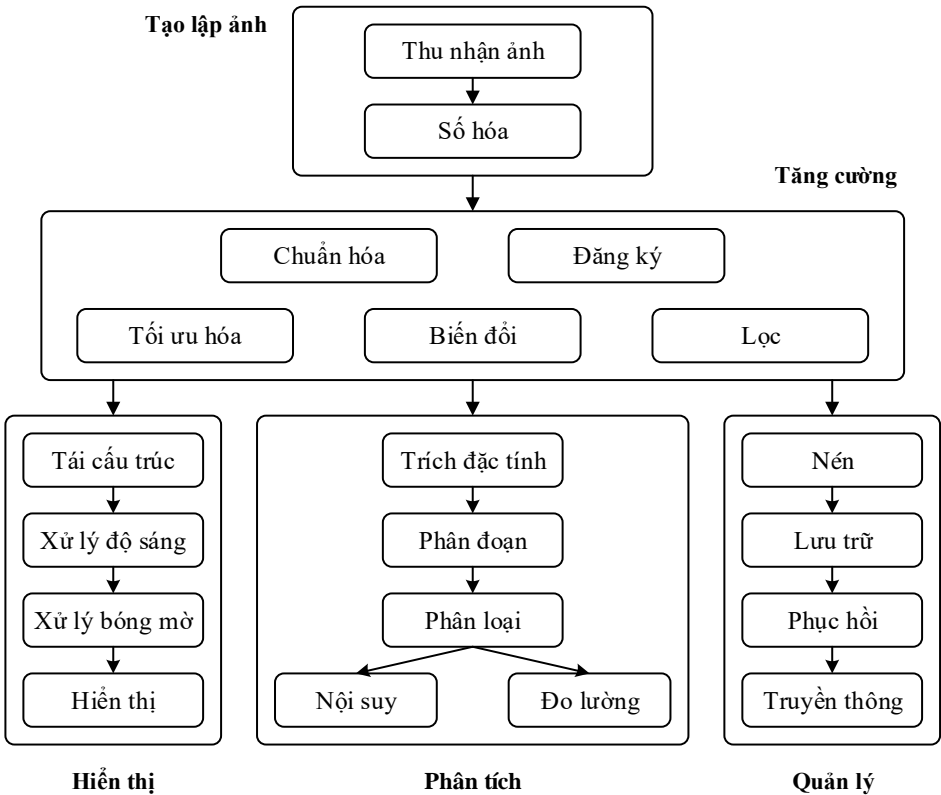 Tạo lập ảnh
Thu nhận ảnh
Số hóa
Tăng cường
Chuẩn hóa
Đăng ký
Tối ưu hóa
Biến đổi
Lọc
Tái cấu trúc
Xử lý độ sáng
Xử lý bóng mờ
Hiển thị
Hiển thị
Trích đặc tính
Phân đoạn
Phân loại
Nội suy
Đo lường
Phân tích
Nén
Lưu trữ
Phục hồi
Truyền thông
Quản lý